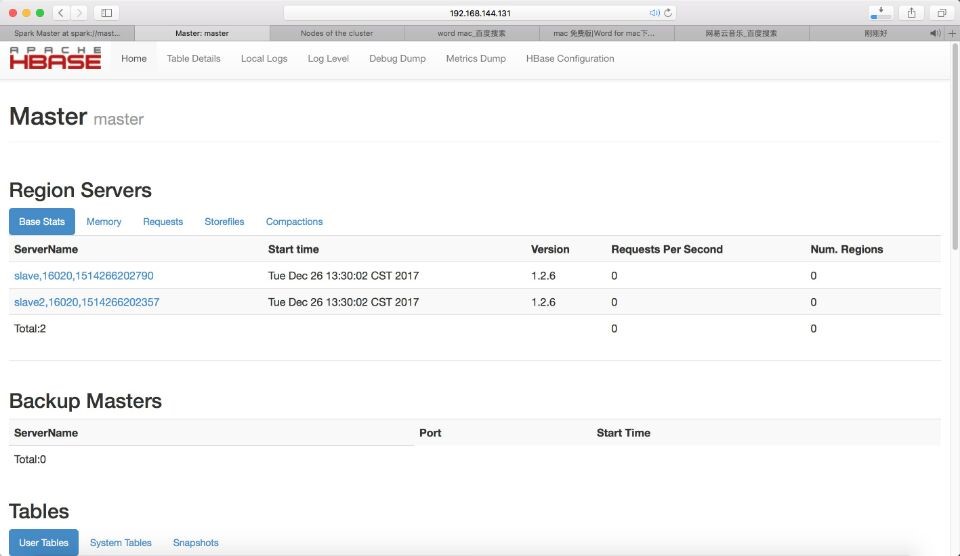 192.168.144.131
Spark Master at spark://mast... Master: master Nodes of the cluster word mac_百度搜索 mac 免费版|Word for mac下... 网易云音乐_百度搜索 刚刚好
APACHE
HBASE
Home Table Details Local Logs Log Level Debug Dump Metrics Dump HBase Configuration
Master master
Region Servers
Base Stats Memory Requests Storefiles Compactions
ServerName Start time Version Requests Per Second Num. Regions
slave,16020,1514266202790 Tue Dec 26 13:30:02 CST 2017 1.2.6 0 0
slave2,16020,1514266202357 Tue Dec 26 13:30:02 CST 2017 1.2.6 0 0
Total:2 0 0
Backup Masters
ServerName Port Start Time
Total:0
Tables
User Tables System Tables Snapshots